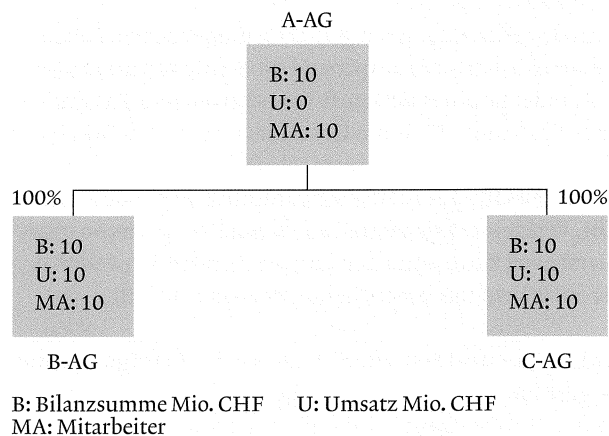 A-AG
B: 10
U: 0
MA: 10
100%
100%
B: 10
U: 10
MA: 10
B: 10
U: 10
MA: 10
B-AG
C-AG
B: Bilanzsumme Mio. CHF U: Umsatz Mio. CHF
MA: Mitarbeiter